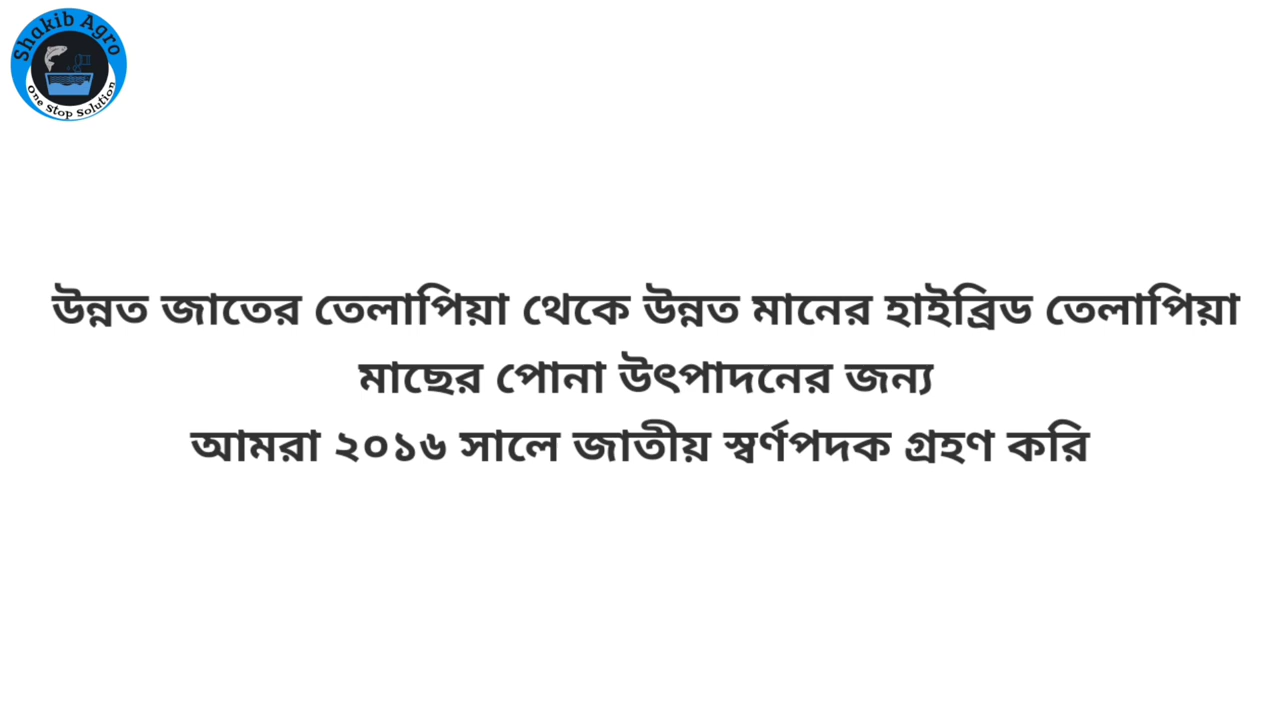 Shakib Agro
One Stop Solution
উন্নত জাতের তেলাপিয়া থেকে উন্নত মানের হাইব্রিড তেলাপিয়া
মাছের পোনা উৎপাদনের জন্য
আমরা ২০১৬ সালে জাতীয় স্বর্ণপদক গ্রহণ করি